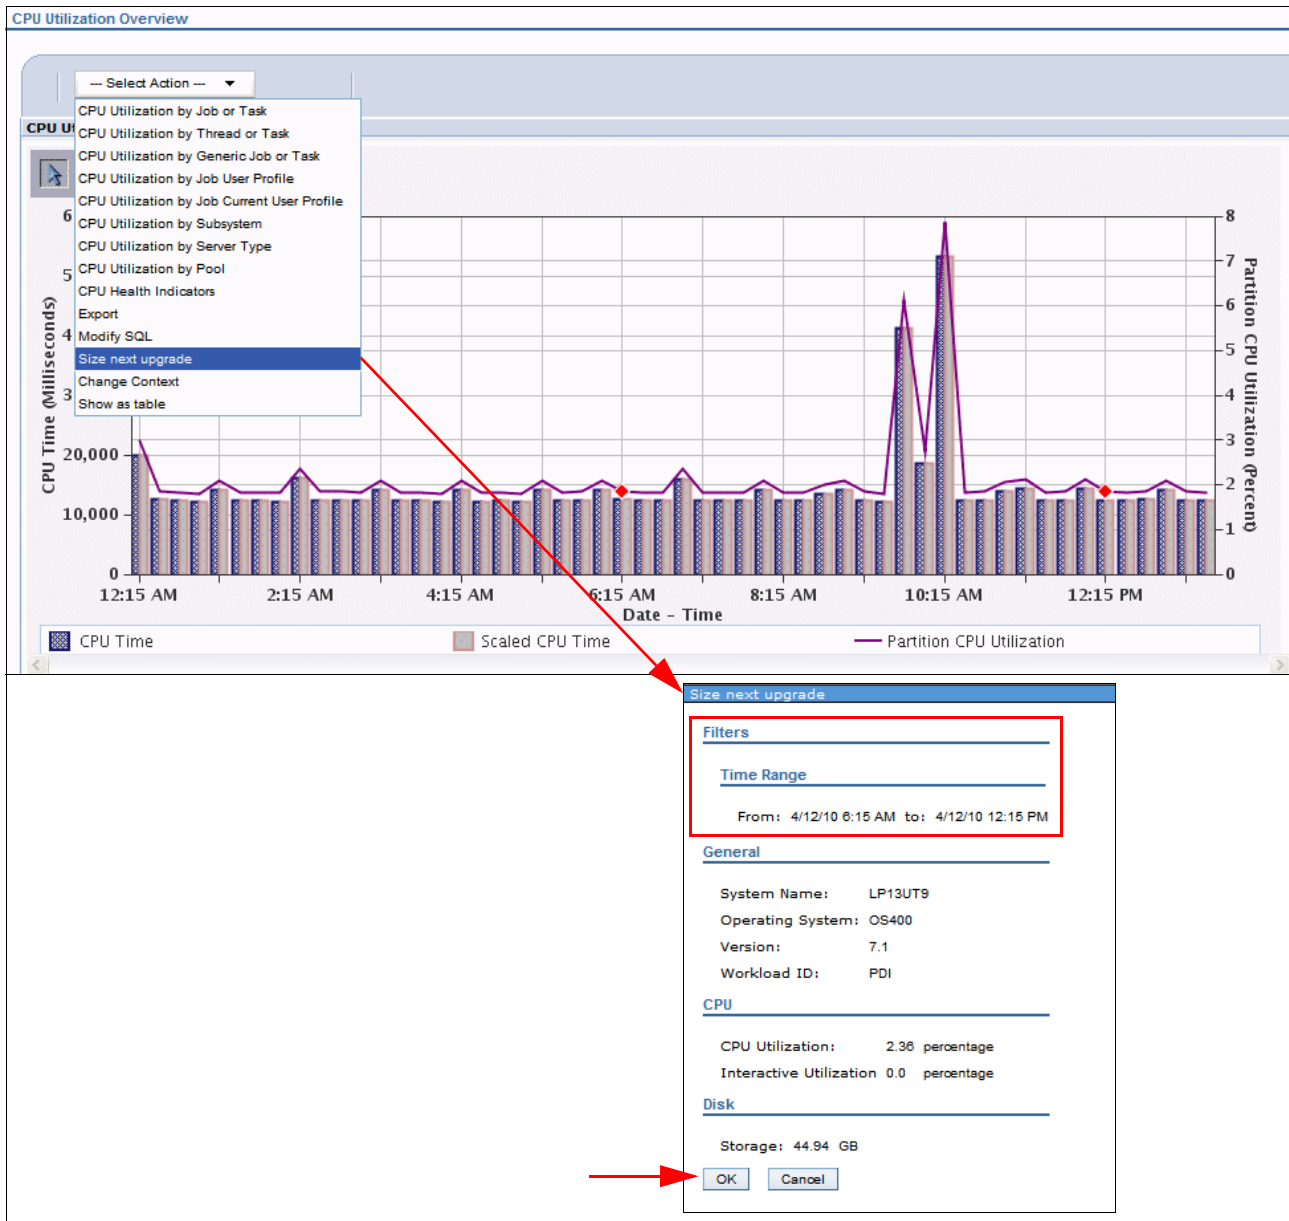 CPU Utilization Overview
--- Select Action ---
CPU Ut
CPU Utilization by Job or Task
CPU Utilization by Thread or Task
CPU Utilization by Generic Job or Task
CPU Utilization by Job User Profile
CPU Utilization by Job Current User Profile
CPU Utilization by Subsystem
CPU Utilization by Server Type
CPU Utilization by Pool
CPU Health Indicators
Export
Modify SQL
Size next upgrade
Change Context
Show as table
CPU Time (Milliseconds)
6
5
4
3
20,000
10,000
0
8
7
6
5
4
3
2
1
0
Partition CPU Utilization (Percent)
12:15 AM 2:15 AM 4:15 AM 6:15 AM 8:15 AM 10:15 AM 12:15 PM
Date - Time
CPU Time Scaled CPU Time Partition CPU Utilization
Size next upgrade
Filters
Time Range
From: 4/12/10 6:15 AM to: 4/12/10 12:15 PM
General
System Name: LP13UT9
Operating System: OS400
Version: 7.1
Workload ID: PDI
CPU
CPU Utilization: 2.36 percentage
Interactive Utilization 0.0 percentage
Disk
Storage: 44.94 GB
OK Cancel